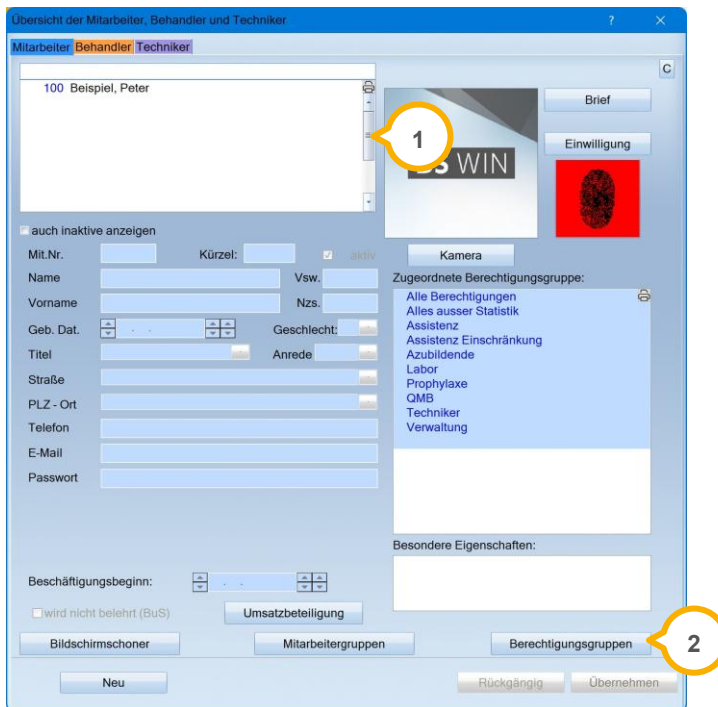 Übersicht der Mitarbeiter, Behandler und Techniker ?
Mitarbeiter Behandler Techniker
C
100 Beispiel, Peter
1
WIN
Brief
Einwilligung
auch inaktive anzeigen
Mit.Nr. Kürzel: aktiv
Kamera
Name Vsw.
Zugeordnete Berechtigungsgruppe:
Vorname Nzs.
Geb. Dat. . . Geschlecht:
Titel Anrede
Straße
PLZ - Ort
Telefon
E-Mail
Passwort
Alle Berechtigungen
Alles ausser Statistik
Assistenz
Assistenz Einschränkung
Azubildende
Labor
Prophylaxe
QMB
Techniker
Verwaltung
Besondere Eigenschaften:
Beschäftigungsbeginn: . .
wird nicht belehrt (BuS) Umsatzbeteiligung
Bildschirmschoner Mitarbeitergruppen Berechtigungsgruppen 2
Neu Rückgängig Übernehmen